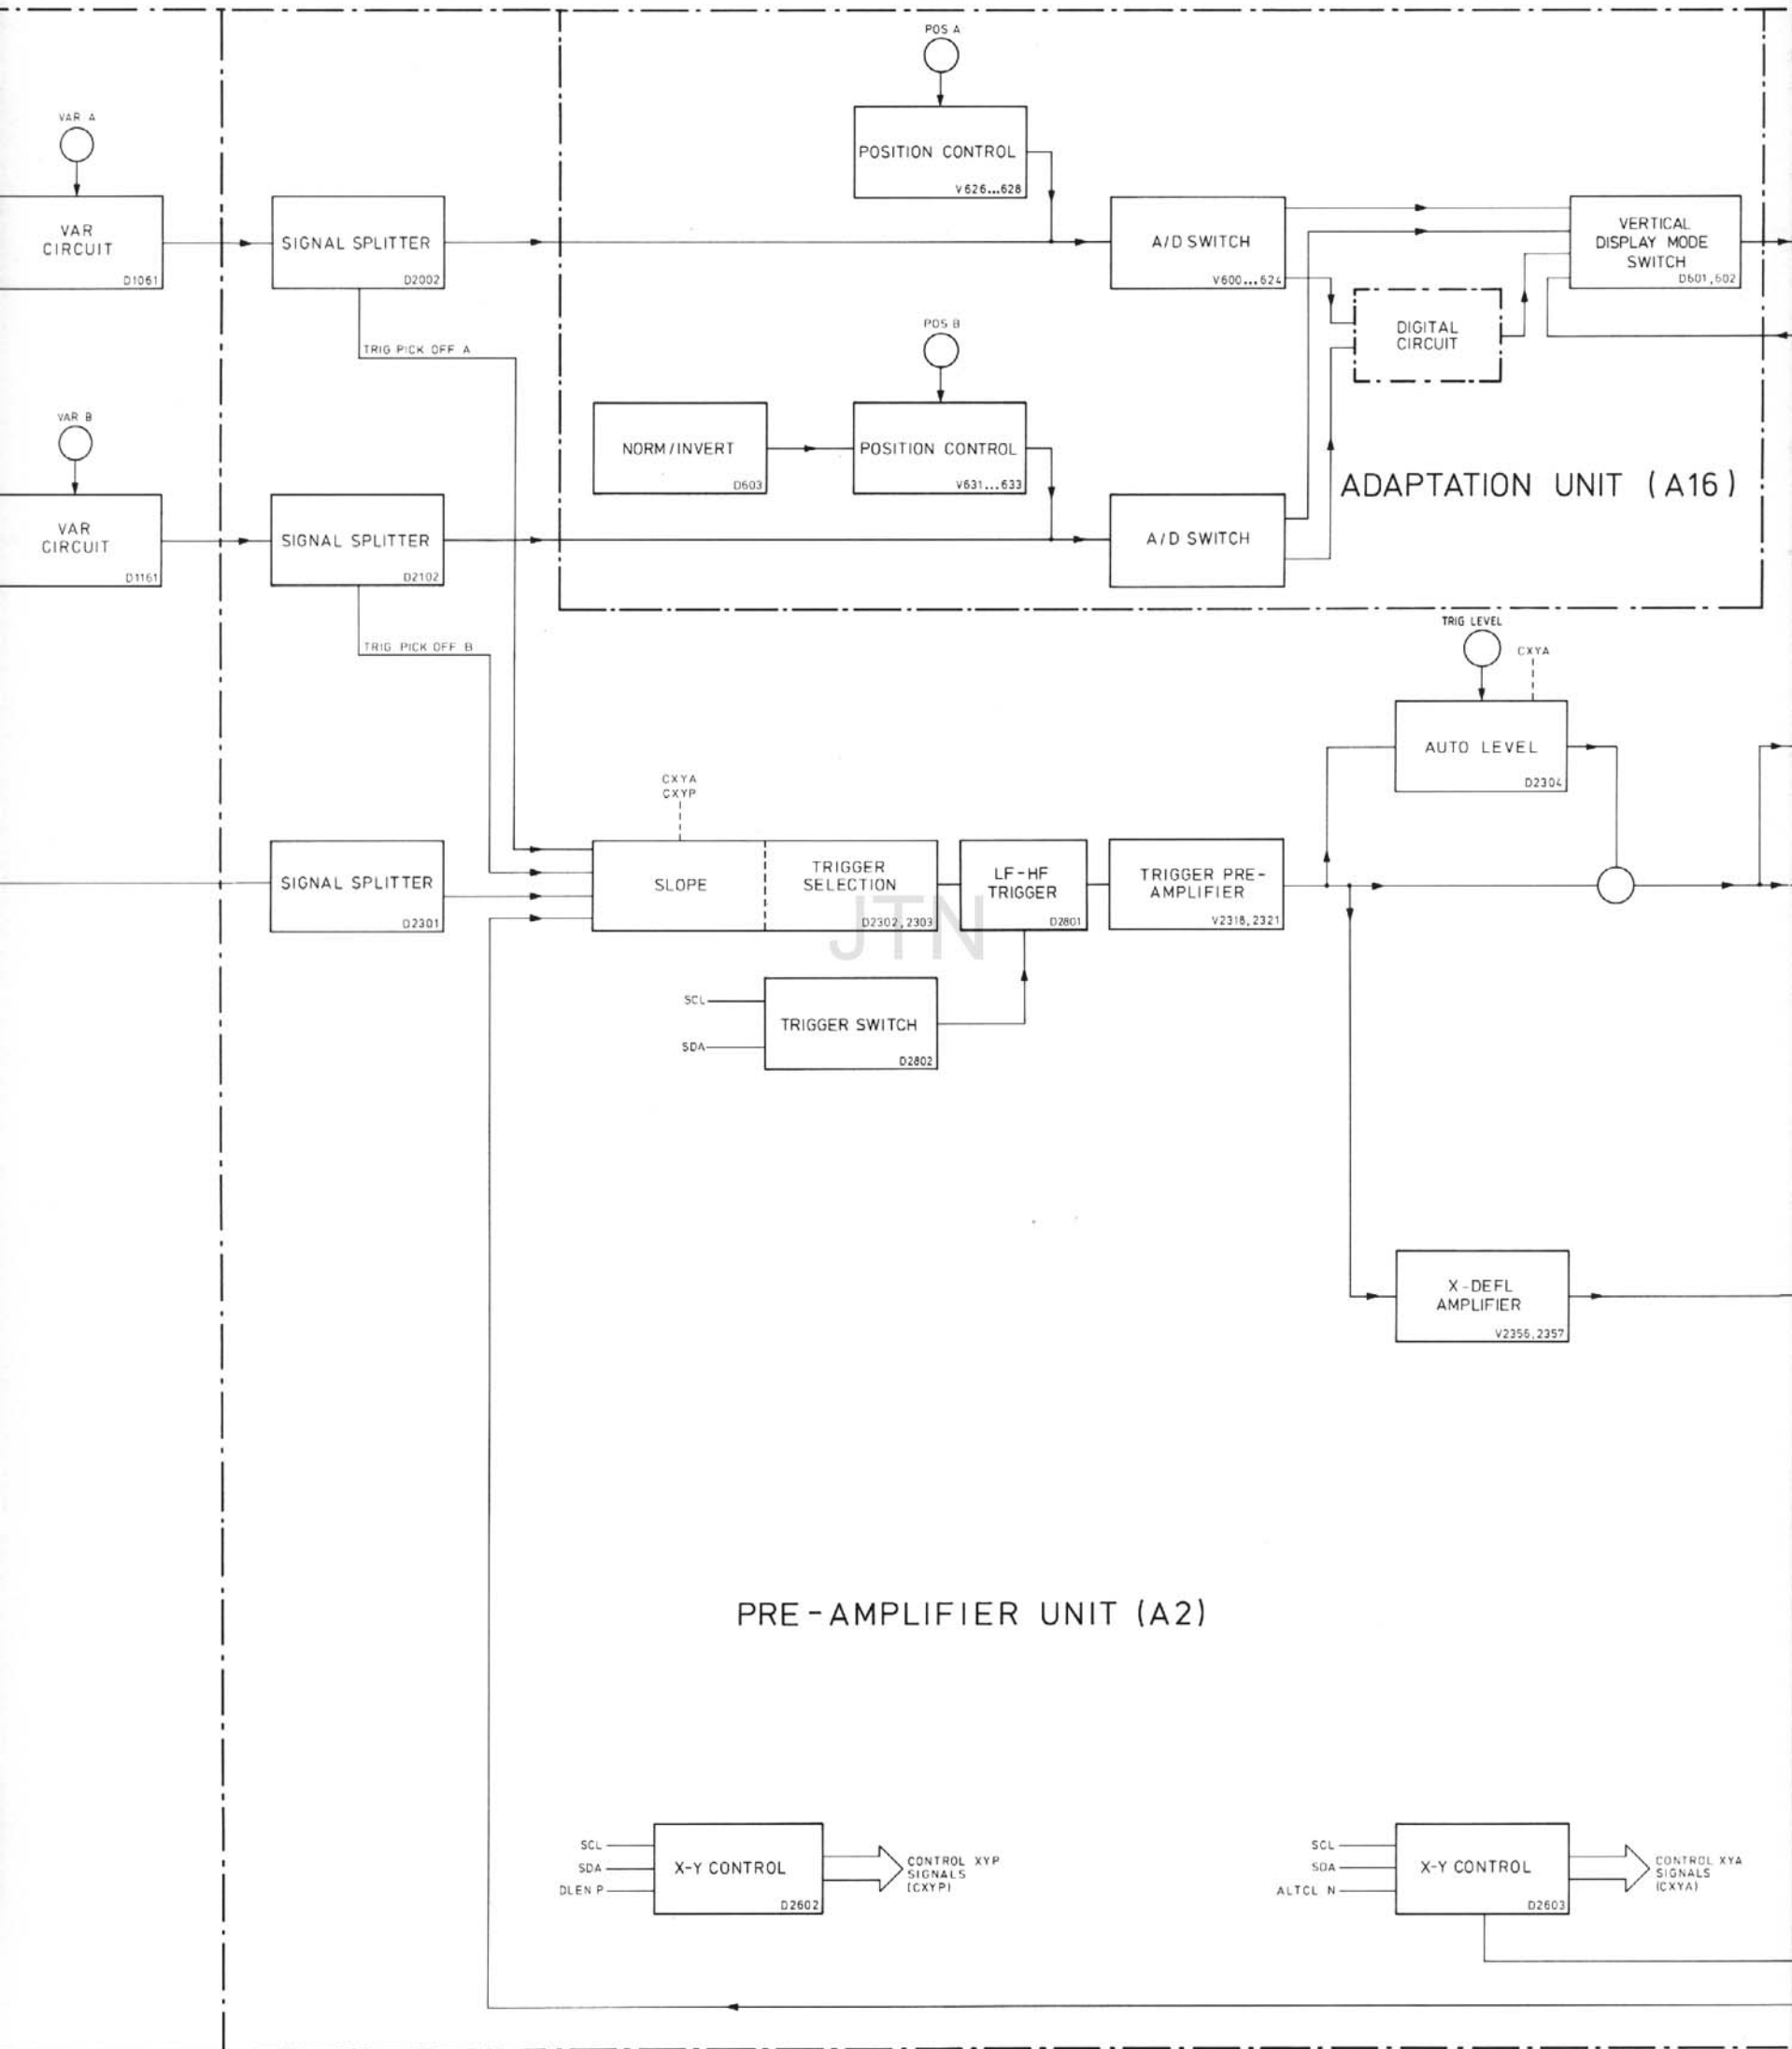 POS A
VAR A
POSITION CONTROL
V626...628
VAR
CIRCUIT
D1061
SIGNAL SPLITTER
D2002
A/D SWITCH
V600...624
VERTICAL
DISPLAY MODE
SWITCH
D601,602
TRIG PICK OFF A
POS B
DIGITAL
CIRCUIT
VAR B
NORM/INVERT
D603
POSITION CONTROL
V631...633
ADAPTATION UNIT (A16)
VAR
CIRCUIT
D1161
SIGNAL SPLITTER
D2102
A/D SWITCH
TRIG PICK OFF B
TRIG LEVEL
CXYA
AUTO LEVEL
D2304
CXYA
CXYP
SIGNAL SPLITTER
D2301
SLOPE
TRIGGER
SELECTION
D2302,2303
LF-HF
TRIGGER
D2801
TRIGGER PRE-
AMPLIFIER
V2318,2321
JTN
SCL
SDA
TRIGGER SWITCH
D2802
X-DEFL
AMPLIFIER
V2356,2357
PRE-AMPLIFIER UNIT (A2)
SCL
SDA
DLEN P
X-Y CONTROL
D2602
CONTROL XYP
SIGNALS
(CXYP)
SCL
SDA
ALTCL N
X-Y CONTROL
D2603
CONTROL XYA
SIGNALS
(CXYA)